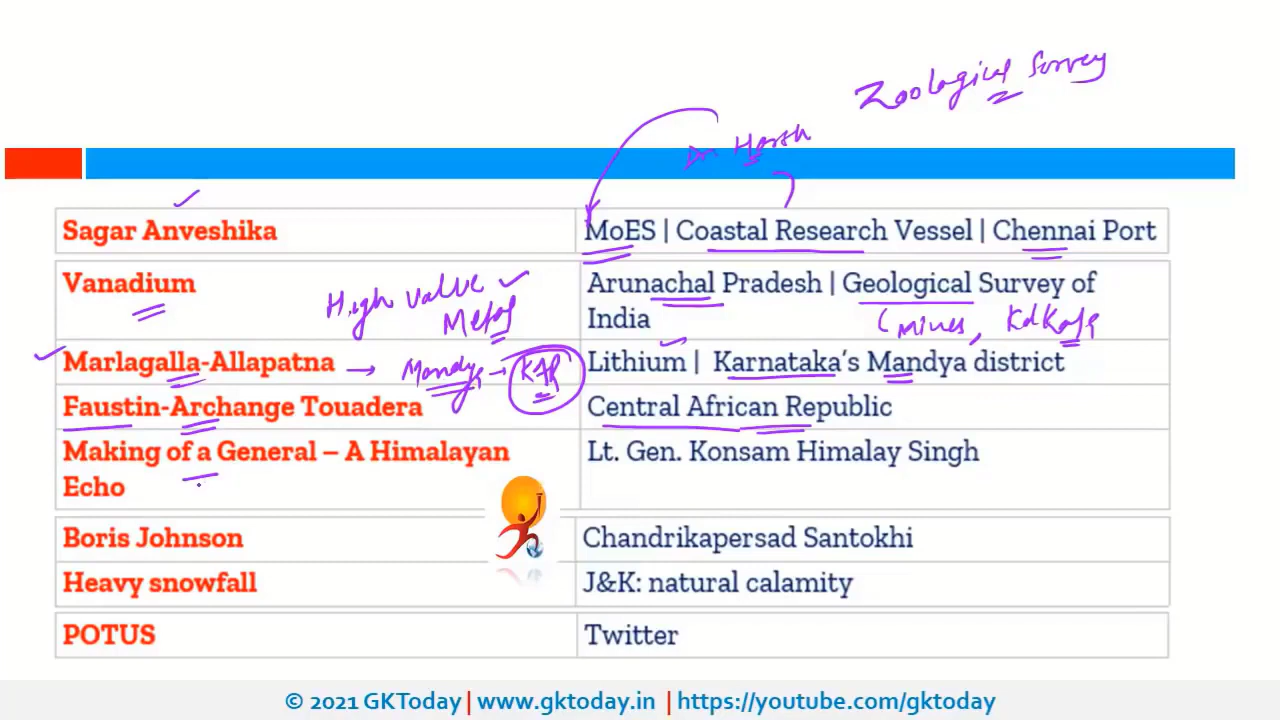 Zoological Survey
Dr Harsh
Sagar Anveshika
MoES | Coastal Research Vessel | Chennai Port
Vanadium
High value
Metal
Arunachal Pradesh | Geological Survey of
India
(mines, Kolkata
Marlagalla-Allapatna
Mandya
KAR
Lithium | Karnataka's Mandya district
Faustin-Archange Touadera
Central African Republic
Making of a General – A Himalayan
Echo
Lt. Gen. Konsam Himalay Singh
Boris Johnson
Chandrikapersad Santokhi
Heavy snowfall
J&K: natural calamity
POTUS
Twitter
© 2021 GKToday | www.gktoday.in | https://youtube.com/gktoday